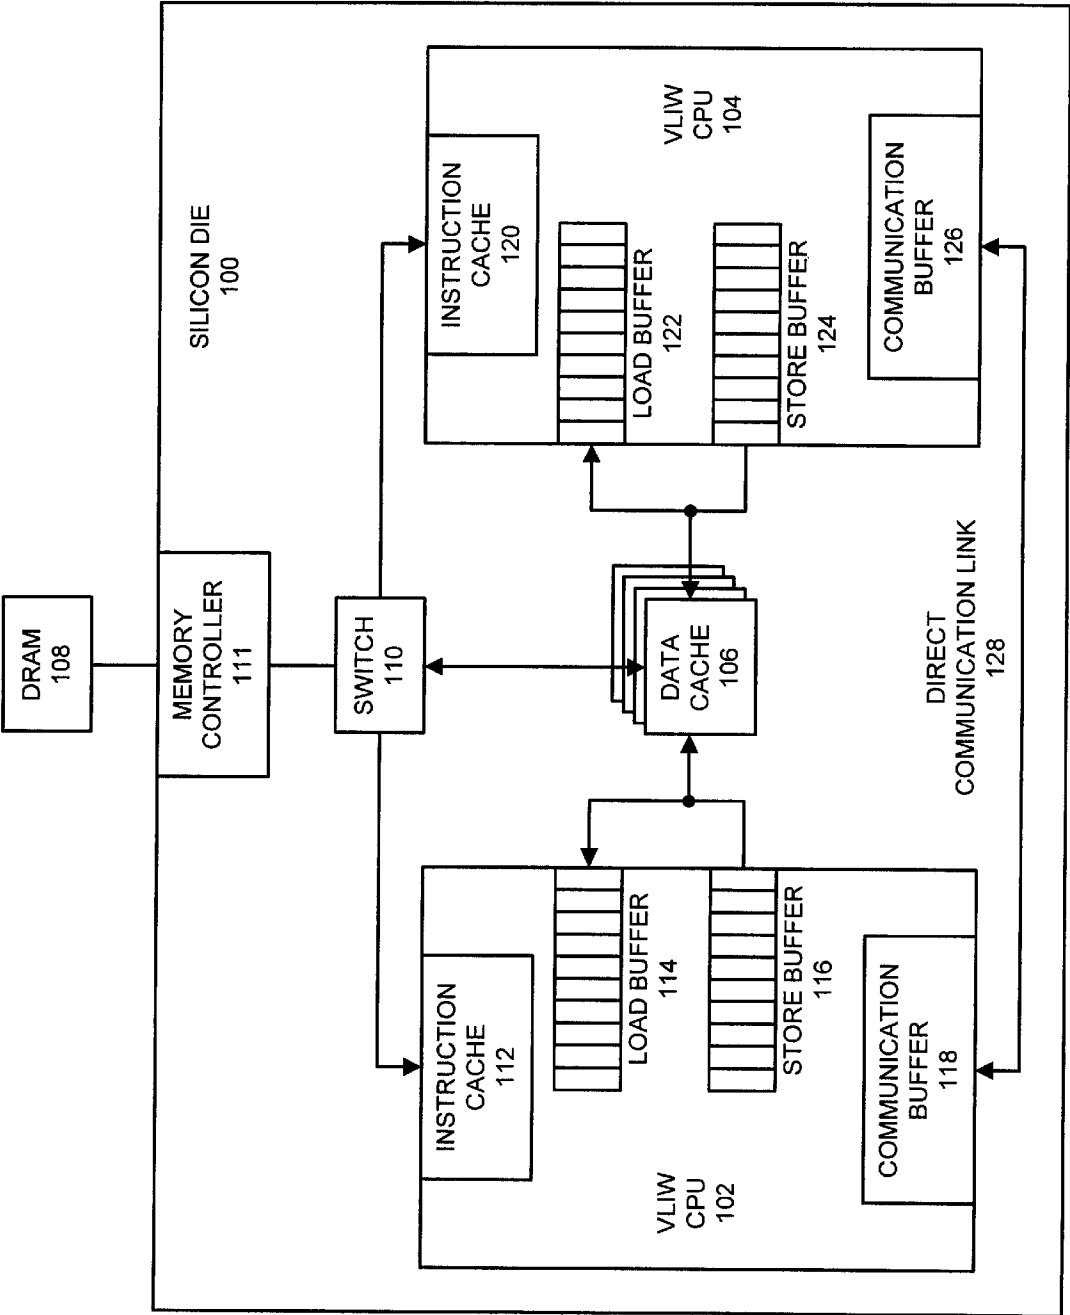 DRAM
108
SILICON DIE
100
MEMORY
CONTROLLER
111
SWITCH
110
INSTRUCTION
CACHE
112
LOAD BUFFER
114
STORE BUFFER
116
VLIW
CPU
102
COMMUNICATION
BUFFER
118
DATA
CACHE
106
INSTRUCTION
CACHE
120
LOAD BUFFER
122
STORE BUFFER
124
VLIW
CPU
104
COMMUNICATION
BUFFER
126
DIRECT
COMMUNICATION LINK
128